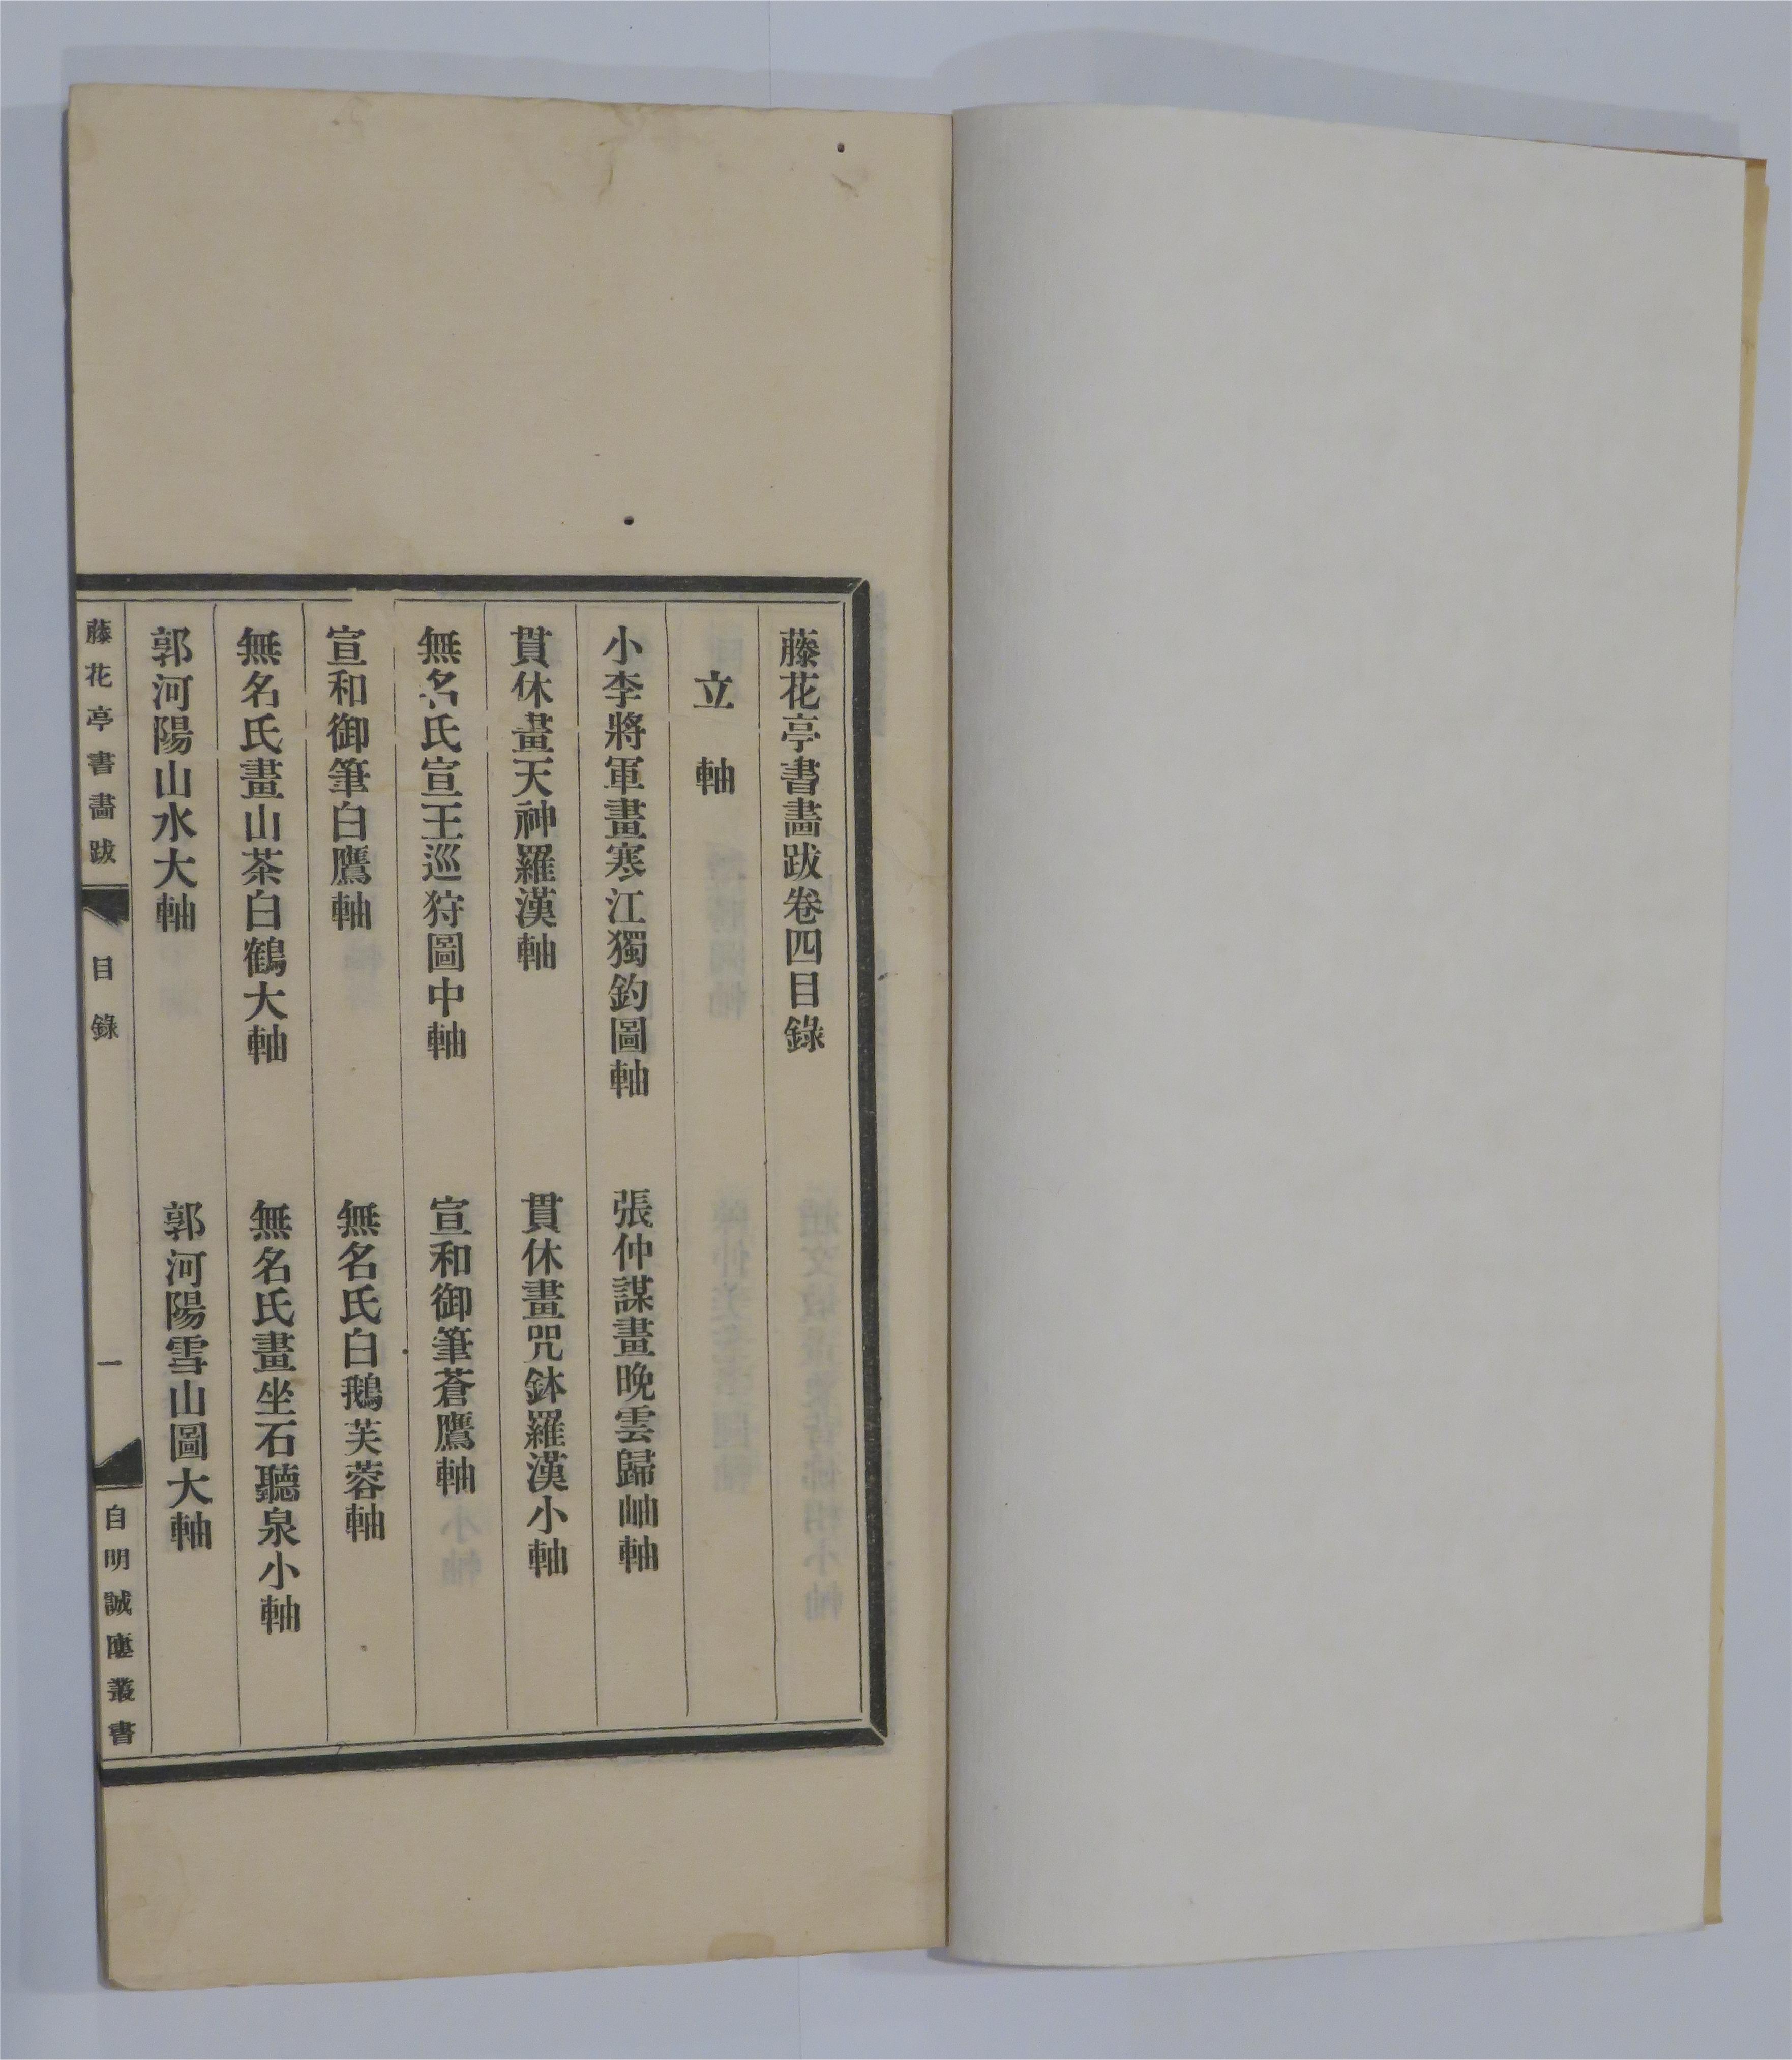 藤花亭書畵跋卷四目錄
立軸
小李將軍畫寒江獨釣圖軸　張仲謀畫晚雲歸岫軸
貫休畫天神羅漢軸　貫休畫咒鉢羅漢小軸
無名氏宣王巡狩圖中軸　宣和御筆蒼鷹軸
宣和御筆白鷹軸　無名氏白鵝芙蓉軸
無名氏畫山茶白鶴大軸　無名氏畫坐石聽泉小軸
郭河陽山水大軸　郭河陽雪山圖大軸
藤花亭書畵跋　目錄　一　自明誠廔叢書